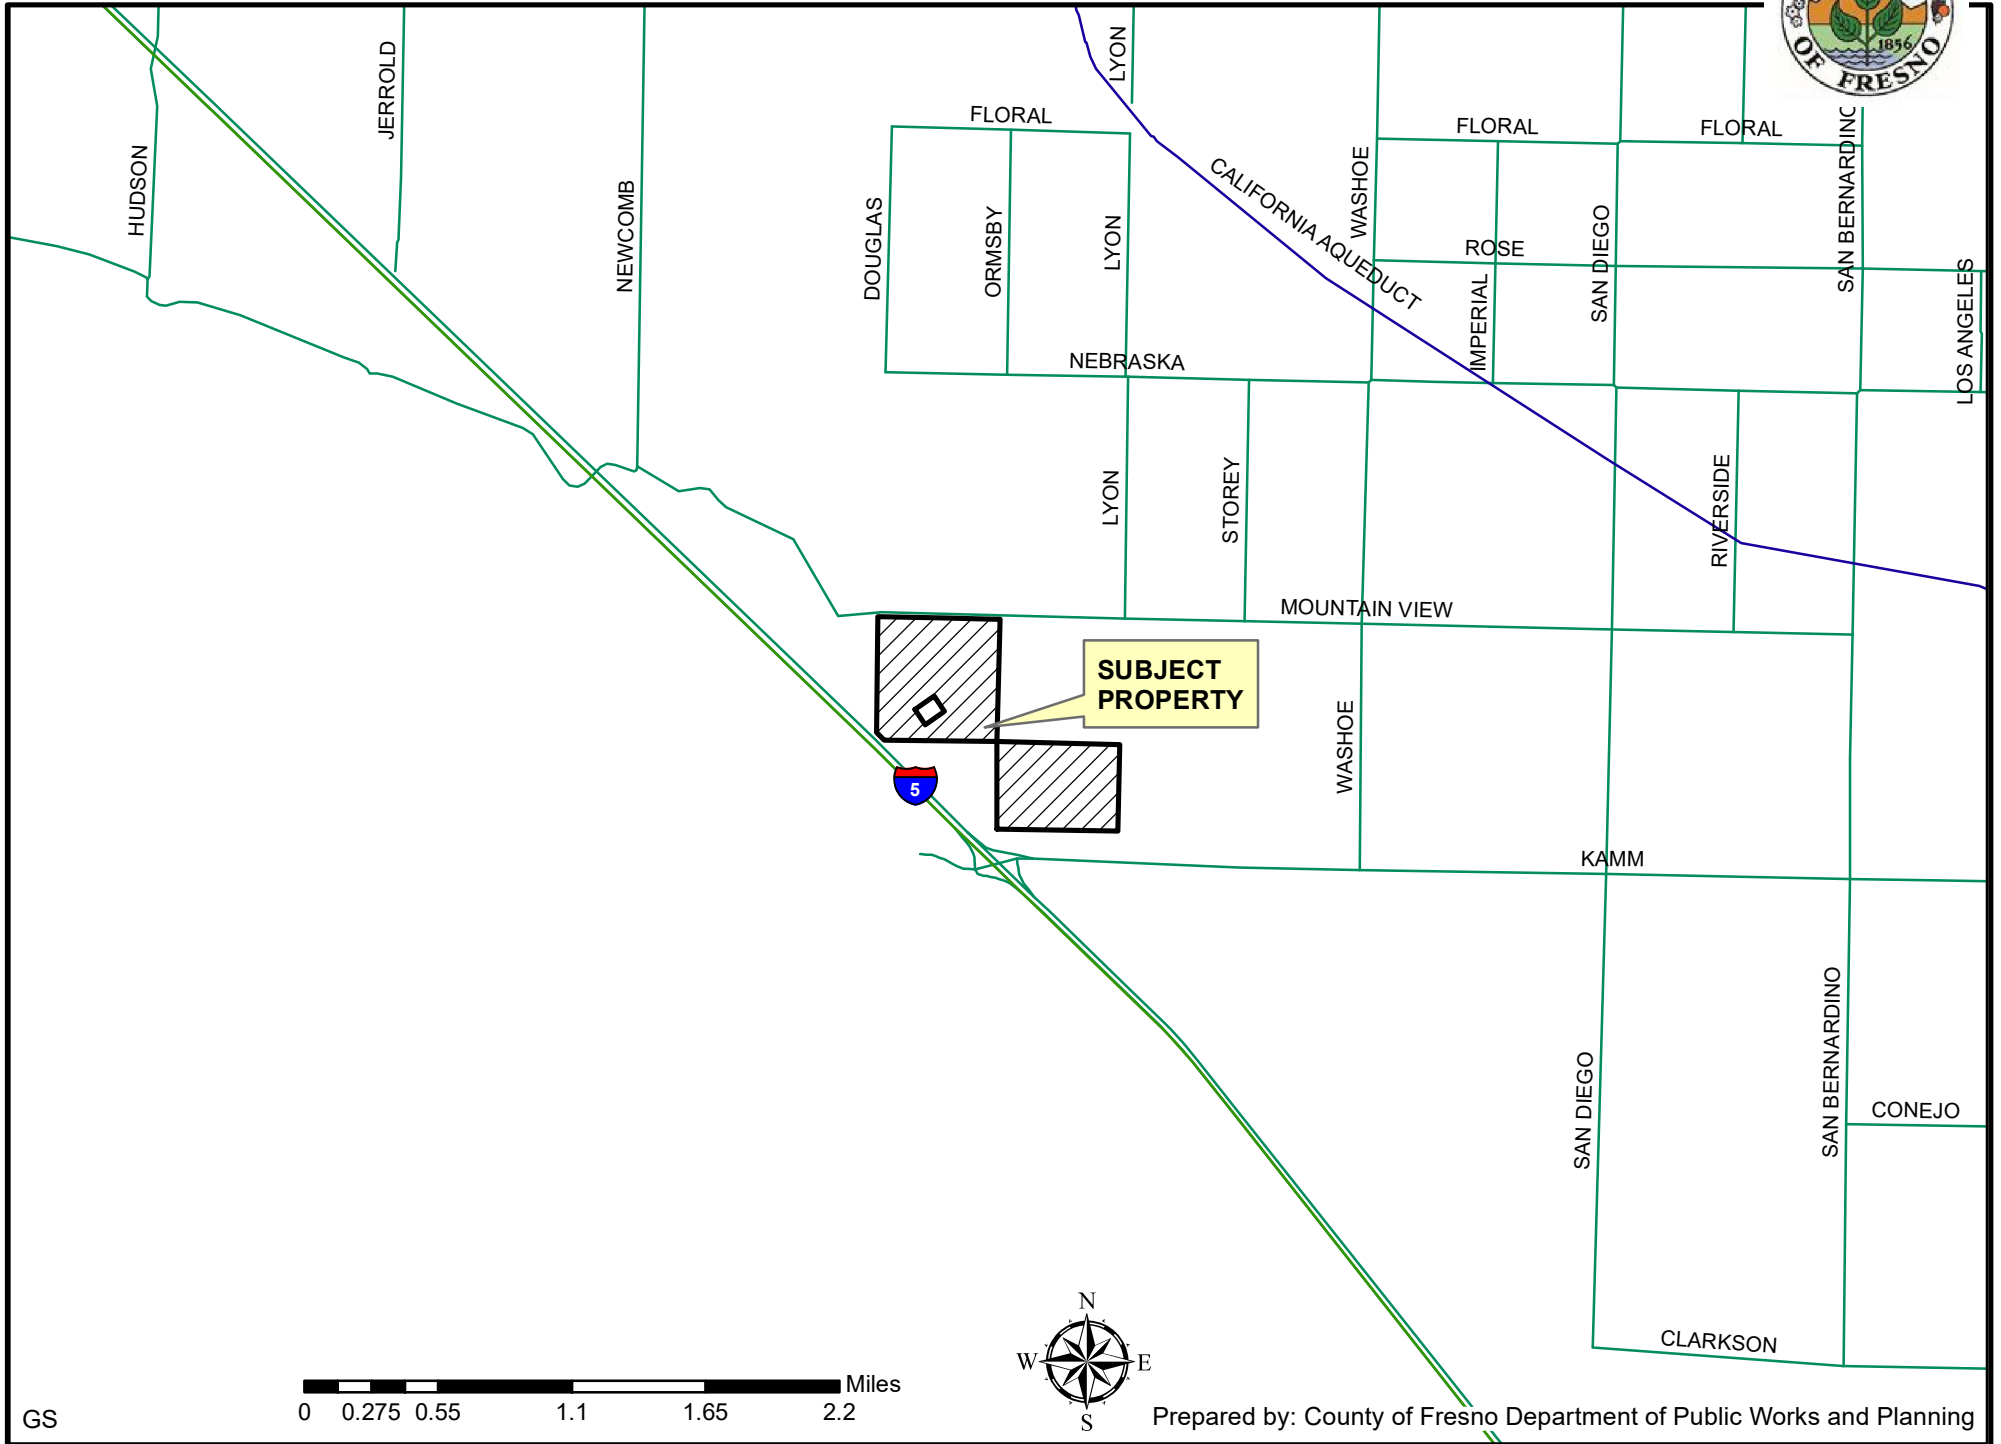 OF FRESNO
1856
LYON
JERROLD
FLORAL
FLORAL
FLORAL
HUDSON
NEWCOMB
DOUGLAS
ORMSBY
LYON
CALIFORNIA AQUEDUCT
WASHOE
ROSE
IMPERIAL
SAN DIEGO
SAN BERNARDINO
LOS ANGELES
NEBRASKA
LYON
STOREY
RIVERSIDE
MOUNTAIN VIEW
SUBJECT
PROPERTY
WASHOE
5
KAMM
SAN DIEGO
SAN BERNARDINO
CONEJO
CLARKSON
N
W
E
S
Miles
0 0.275 0.55 1.1 1.65 2.2
GS
Prepared by: County of Fresno Department of Public Works and Planning